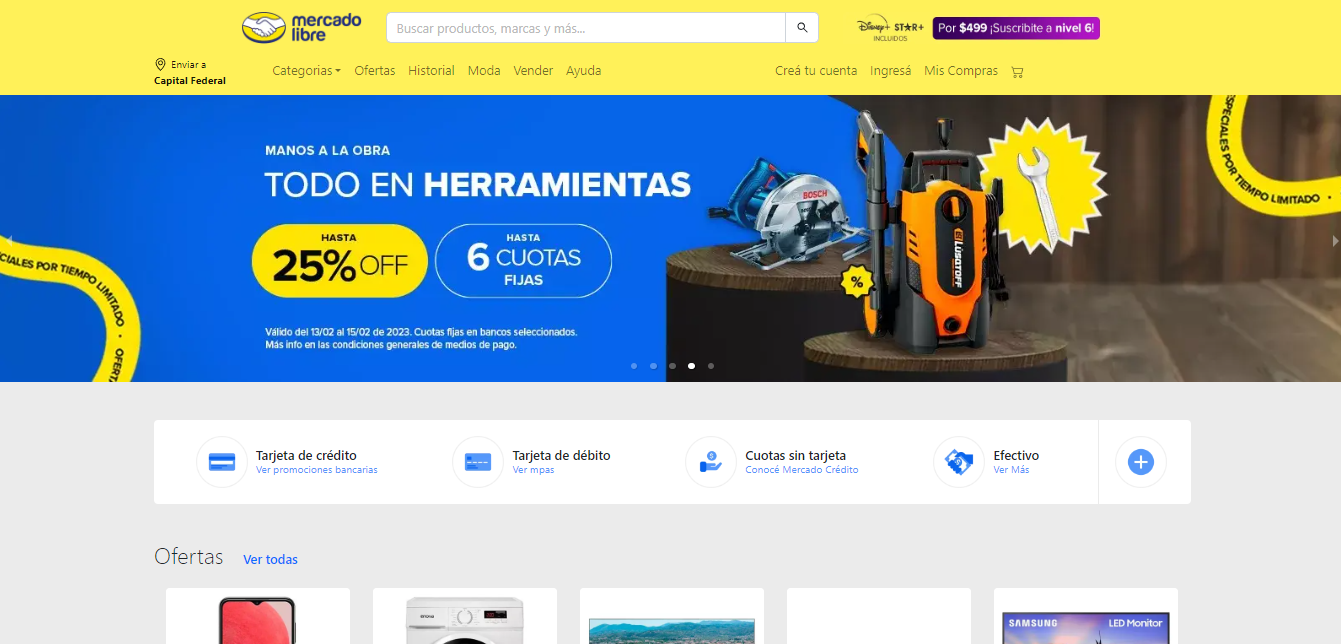 mercado
libre
Buscar productos, marcas y más...
Disney+ STAR+
INCLUIDOS
Por $499 ¡Suscribite a nivel 6!
Enviar a
Capital Federal
Categorias
Ofertas
Historial
Moda
Vender
Ayuda
Creá tu cuenta
Ingresá
Mis Compras
MANOS A LA OBRA
TODO EN HERRAMIENTAS
HASTA
25% OFF
HASTA
6 CUOTAS
FIJAS
Válido del 13/02 al 15/02 de 2023. Cuotas fijas en bancos seleccionados.
Más info en las condiciones generales de medios de pago.
CIALES POR TIEMPO LIMITADO • OFERT
BOSCH
LÜSQTOFF
%
ESPECIALES POR TIEMPO LIMITADO •
Tarjeta de crédito
Ver promociones bancarias
Tarjeta de débito
Ver mpas
Cuotas sin tarjeta
Conocé Mercado Crédito
Efectivo
Ver Más
Ofertas
Ver todas
SAMSUNG
LED Monitor